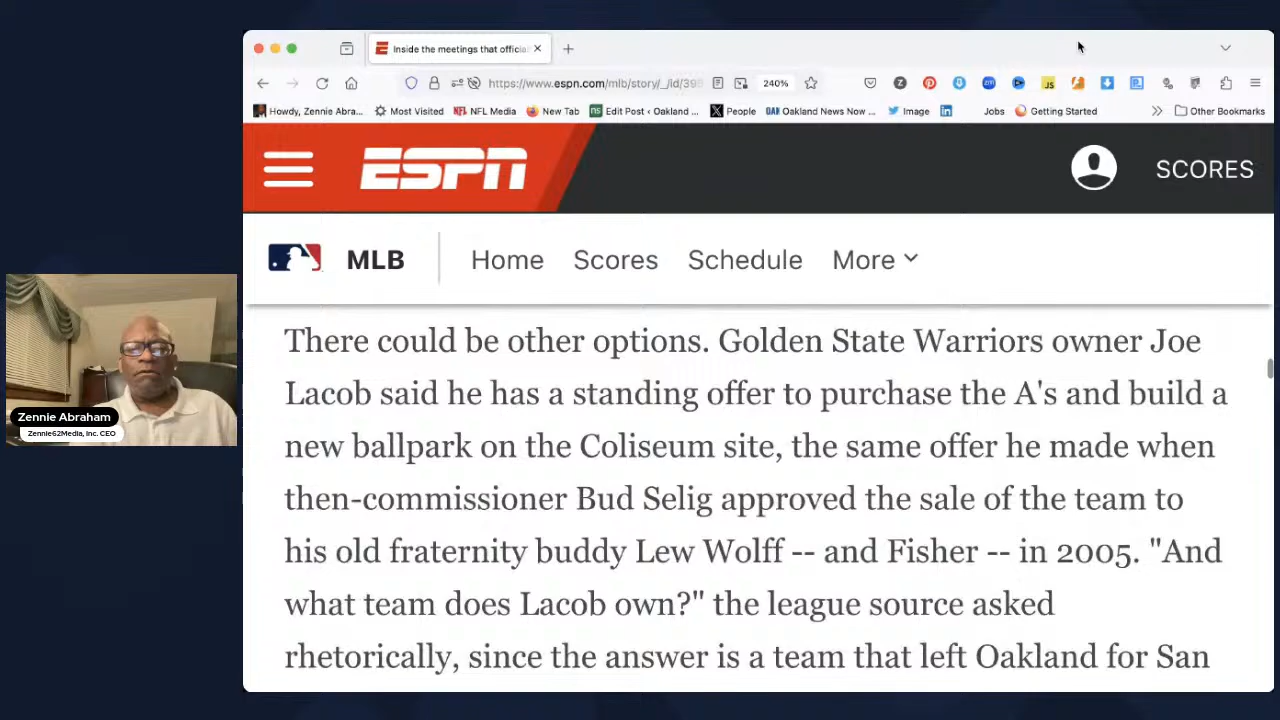 Inside the meetings that officia
https://www.espn.com/mlb/story/_/id/395
240%
Howdy, Zennie Abra...
Most Visited
NFL Media
New Tab
Edit Post ‹ Oakland ...
People
Oakland News Now ...
Image
Jobs
Getting Started
Other Bookmarks
ESPN
SCORES
MLB
Home
Scores
Schedule
More
There could be other options. Golden State Warriors owner Joe
Lacob said he has a standing offer to purchase the A's and build a
new ballpark on the Coliseum site, the same offer he made when
then-commissioner Bud Selig approved the sale of the team to
his old fraternity buddy Lew Wolff -- and Fisher -- in 2005. "And
what team does Lacob own?" the league source asked
rhetorically, since the answer is a team that left Oakland for San
Zennie Abraham
Zennie62Media, Inc. CEO